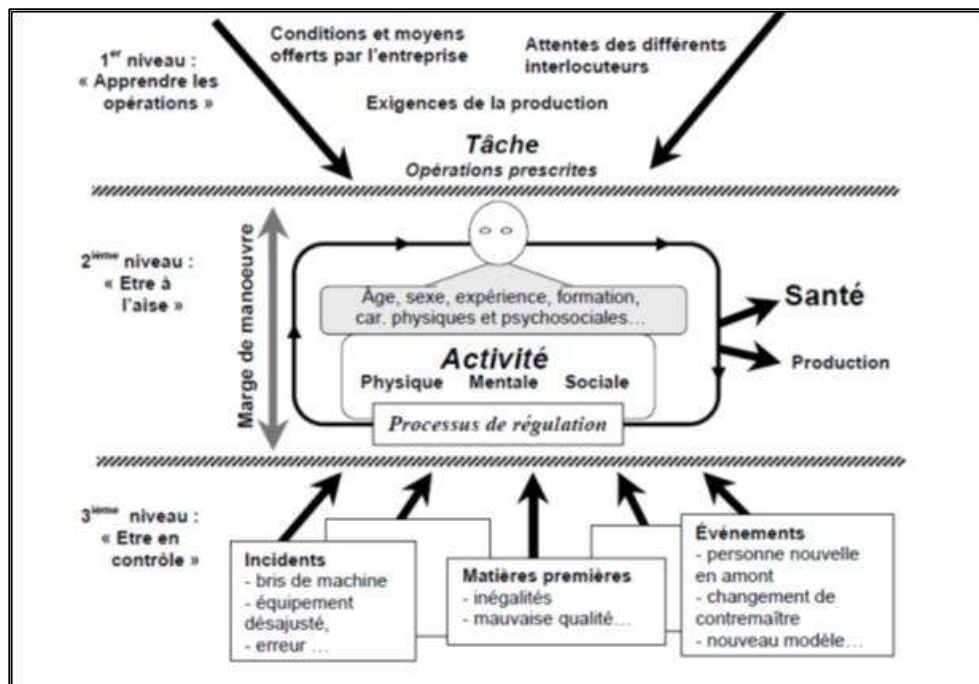 Conditions et moyens
offerts par l'entreprise
Attentes des différents
interlocuteurs
1er niveau :
« Apprendre les
opérations »
Exigences de la production
Tâche
Opérations prescrites
Marge de manoeuvre
2ième niveau :
« Etre à
l'aise »
Âge, sexe, expérience, formation,
car. physiques et psychosociales...
Activité
Physique Mentale Sociale
Processus de régulation
Santé
Production
3ième niveau :
« Etre en
contrôle »
Incidents
- bris de machine
- équipement
désajusté,
- erreur ...
Matières premières
- inégalités
- mauvaise qualité...
Événements
- personne nouvelle
en amont
- changement de
contremaître
- nouveau modèle...